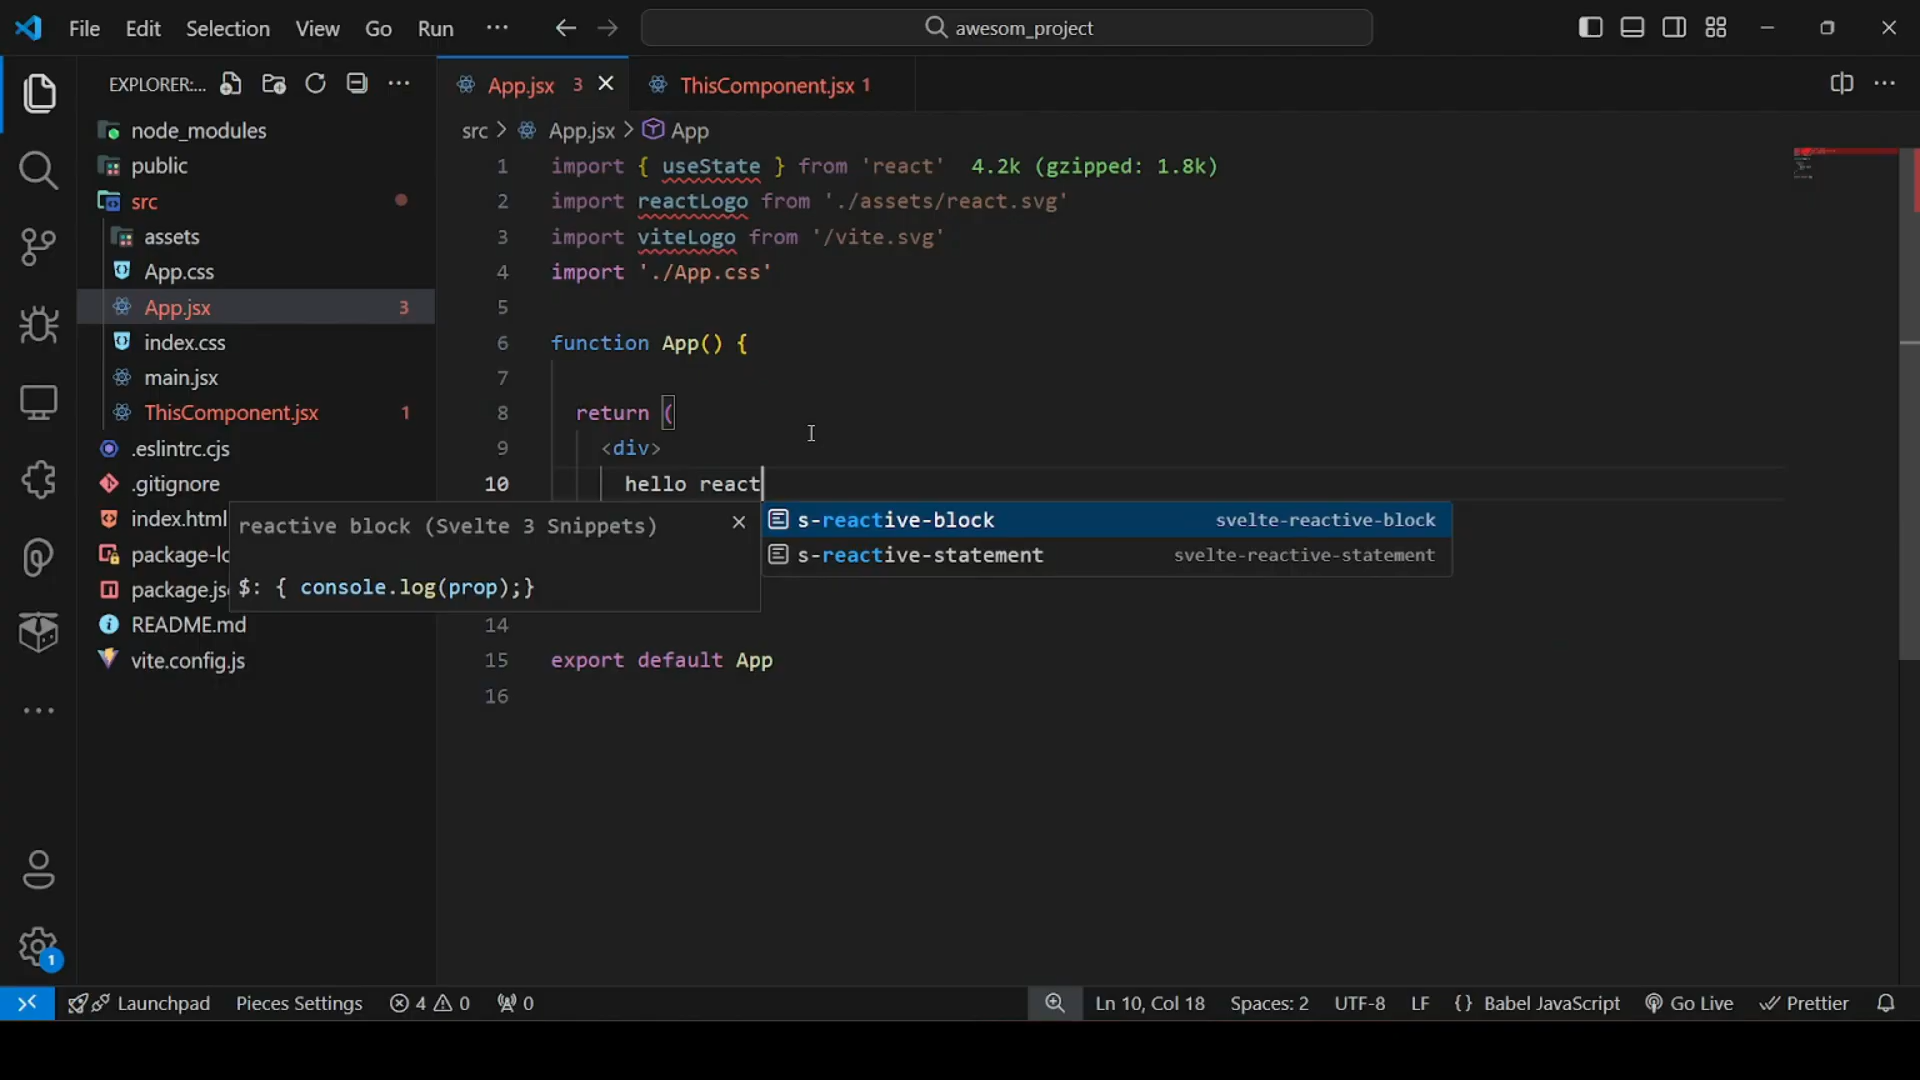 File Edit Selection View Go Run ··· awesom_project
EXPLORER:...
node_modules
public
src
assets
App.css
App.jsx 3
index.css
main.jsx
ThisComponent.jsx 1
.eslintrc.cjs
.gitignore
index.html
package-lo
package.js
README.md
vite.config.js
App.jsx 3
ThisComponent.jsx 1
src > App.jsx > App
1 import { useState } from 'react' 4.2k (gzipped: 1.8k)
2 import reactLogo from './assets/react.svg'
3 import viteLogo from '/vite.svg'
4 import './App.css'
5
6 function App() {
7
8 return (
9 <div>
10 hello react
reactive block (Svelte 3 Snippets)
$: { console.log(prop);}
s-reactive-block svelte-reactive-block
s-reactive-statement svelte-reactive-statement
14
15 export default App
16
1
Launchpad Pieces Settings 4 0 0 Ln 10, Col 18 Spaces: 2 UTF-8 LF {} Babel JavaScript Go Live Prettier